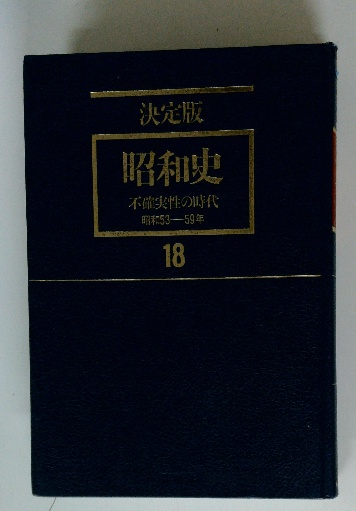 決定版
昭和史
不確実性の時代
昭和53—59年
18